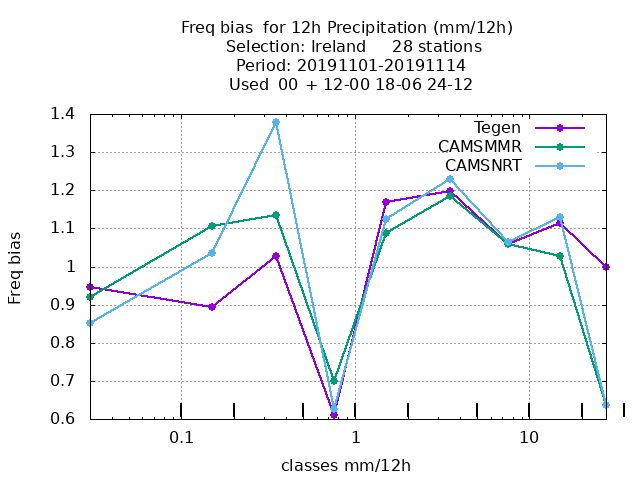 Freq bias  for 12h Precipitation (mm/12h)
Selection: Ireland     28 stations
Period: 20191101-20191114
Used  00 + 12-00 18-06 24-12
Tegen
CAMSMMR
CAMSNRT
1.4
1.3
1.2
1.1
1
0.9
0.8
0.7
0.6
Freq bias
0.1
1
10
classes mm/12h